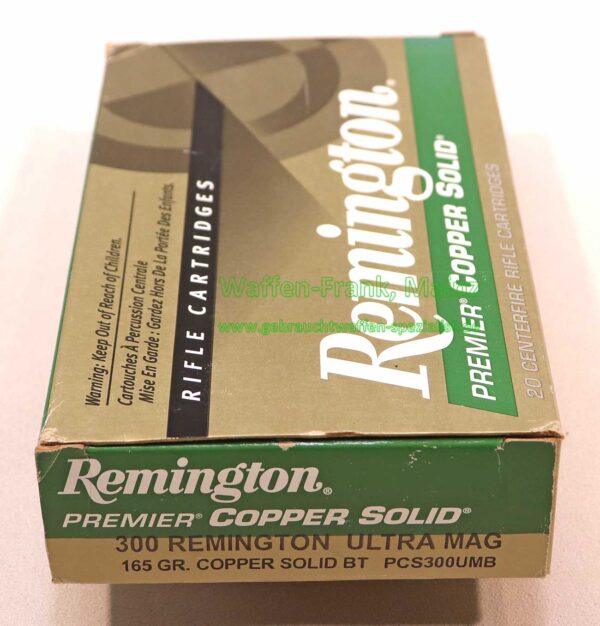 Remington®
PREMIER® COPPER SOLID®
20 CENTERFIRE RIFLE CARTRIDGES
RIFLE CARTRIDGES
Warning: Keep Out of Reach of Children.
Cartouches À Percussion Centrale
Mise En Garde : Gardez Hors De La Portée Des Enfants.
Waffen-Frank,
www.gebrauchtwaffen-spezialis
Remington®
PREMIER® COPPER SOLID®
300 REMINGTON ULTRA MAG
165 GR. COPPER SOLID BT PCS300UMB